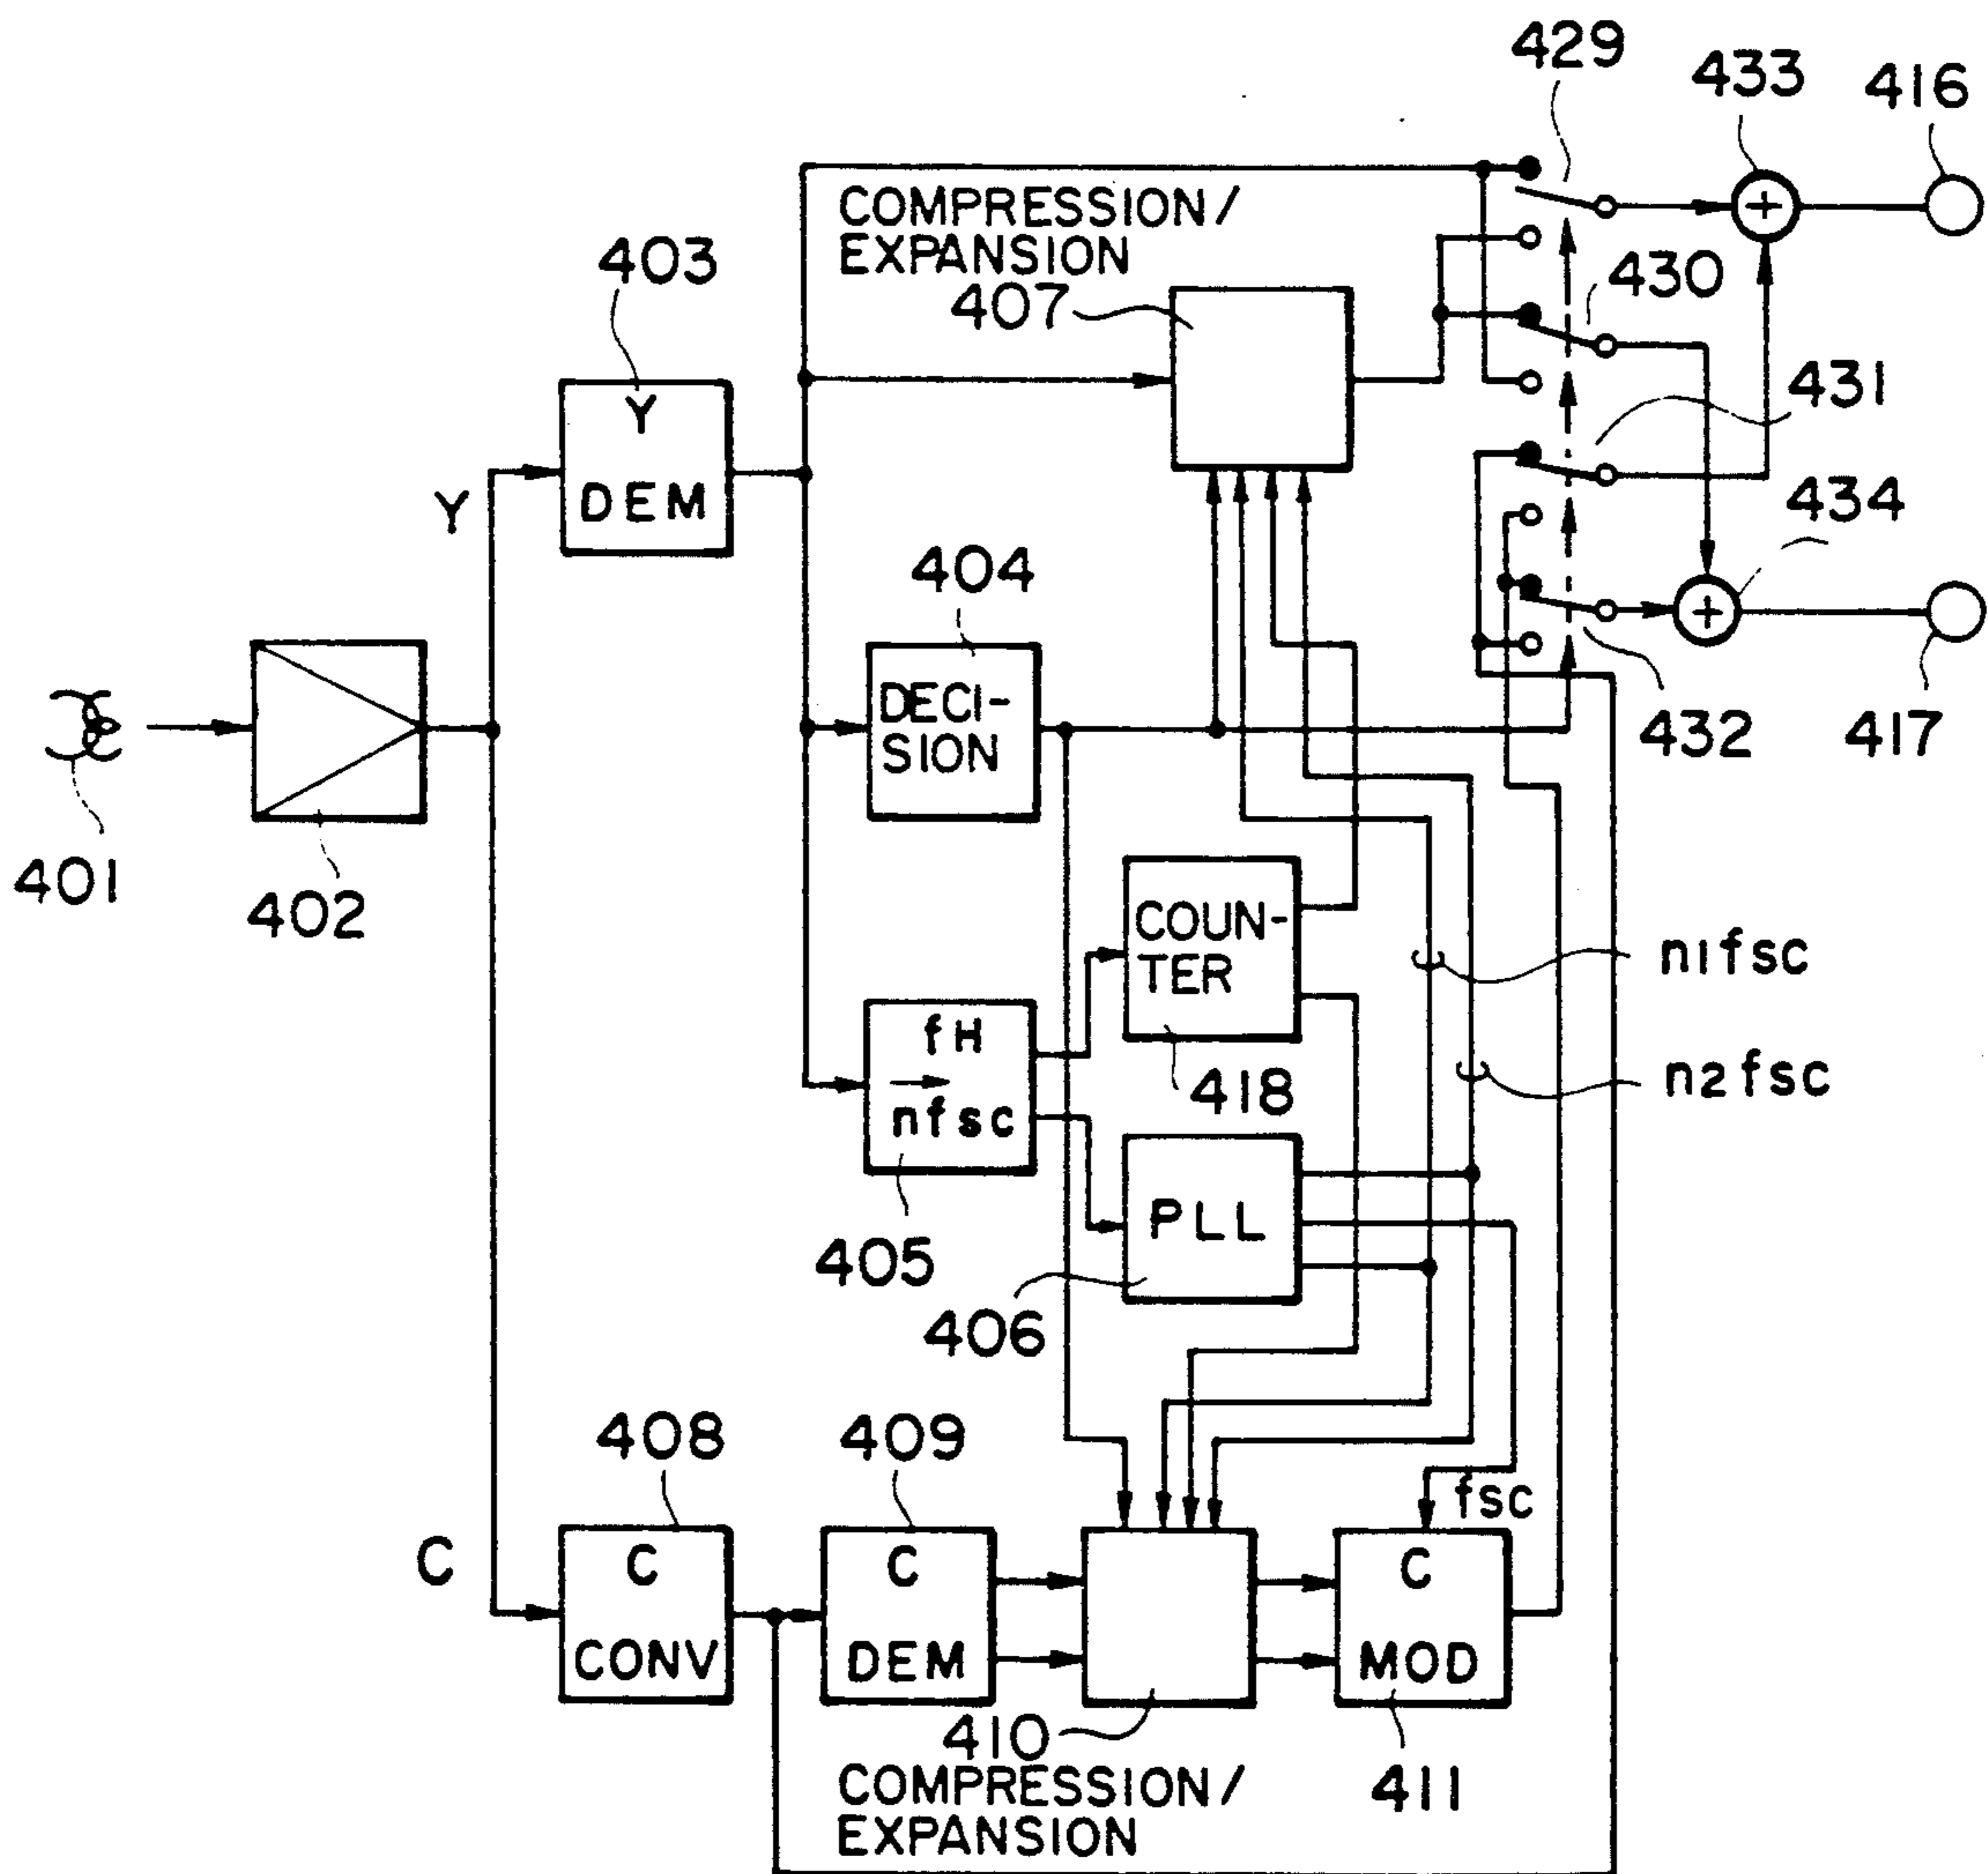 429
433
416
COMPRESSION/
EXPANSION
403
407
430
431
Y
DEM
Y
434
404
DECI-
SION
432
417
401
402
COUN-
TER
n1fsc
fH
nfsc
418
n2fsc
PLL
405
406
408
409
fsc
C
C
CONV
C
DEM
C
MOD
410
411
COMPRESSION/
EXPANSION